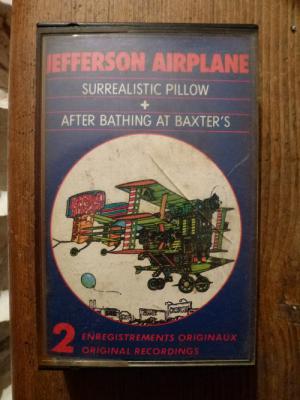 JEFFERSON AIRPLANE
SURREALISTIC PILLOW
+
AFTER BATHING AT BAXTER'S
2 ENREGISTREMENTS ORIGINAUX
ORIGINAL RECORDINGS